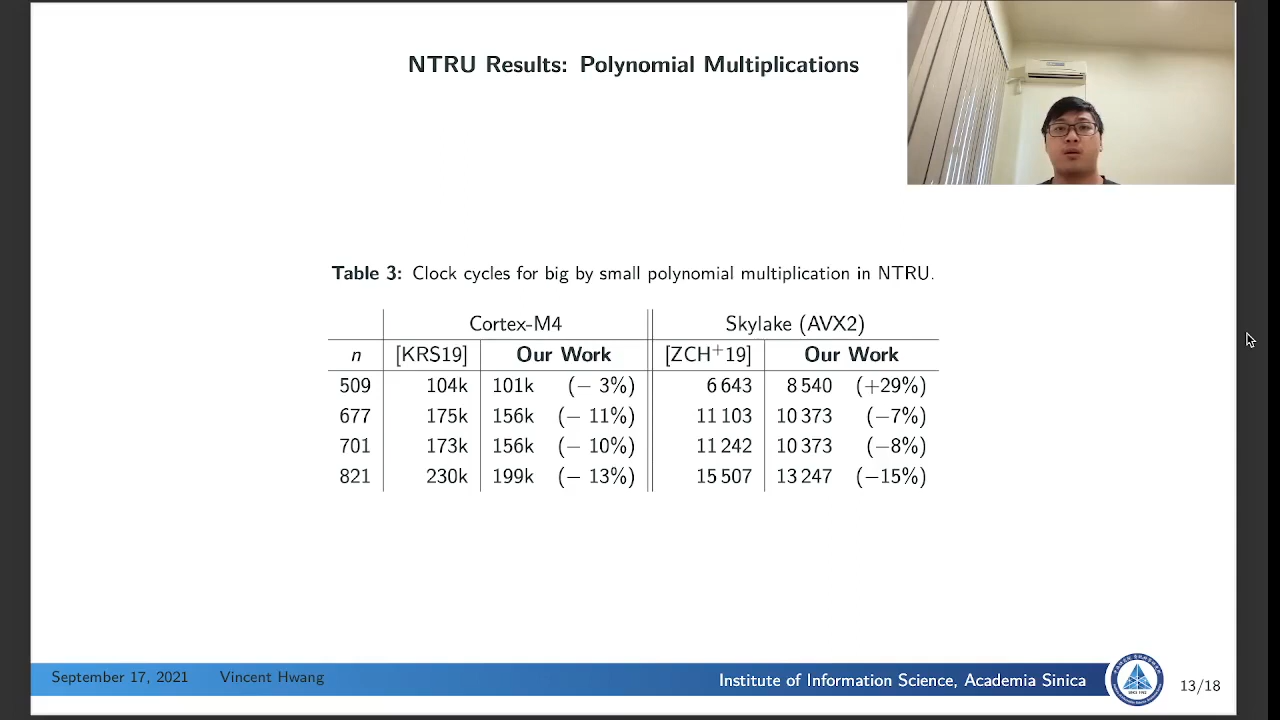 NTRU Results: Polynomial Multiplications
Table 3: Clock cycles for big by small polynomial multiplication in NTRU.
Cortex-M4 Skylake (AVX2)
n [KRS19] Our Work [ZCH+19] Our Work
509 104k 101k (− 3%) 6 643 8 540 (+29%)
677 175k 156k (− 11%) 11 103 10 373 (−7%)
701 173k 156k (− 10%) 11 242 10 373 (−8%)
821 230k 199k (− 13%) 15 507 13 247 (−15%)
September 17, 2021 Vincent Hwang Institute of Information Science, Academia Sinica 13/18